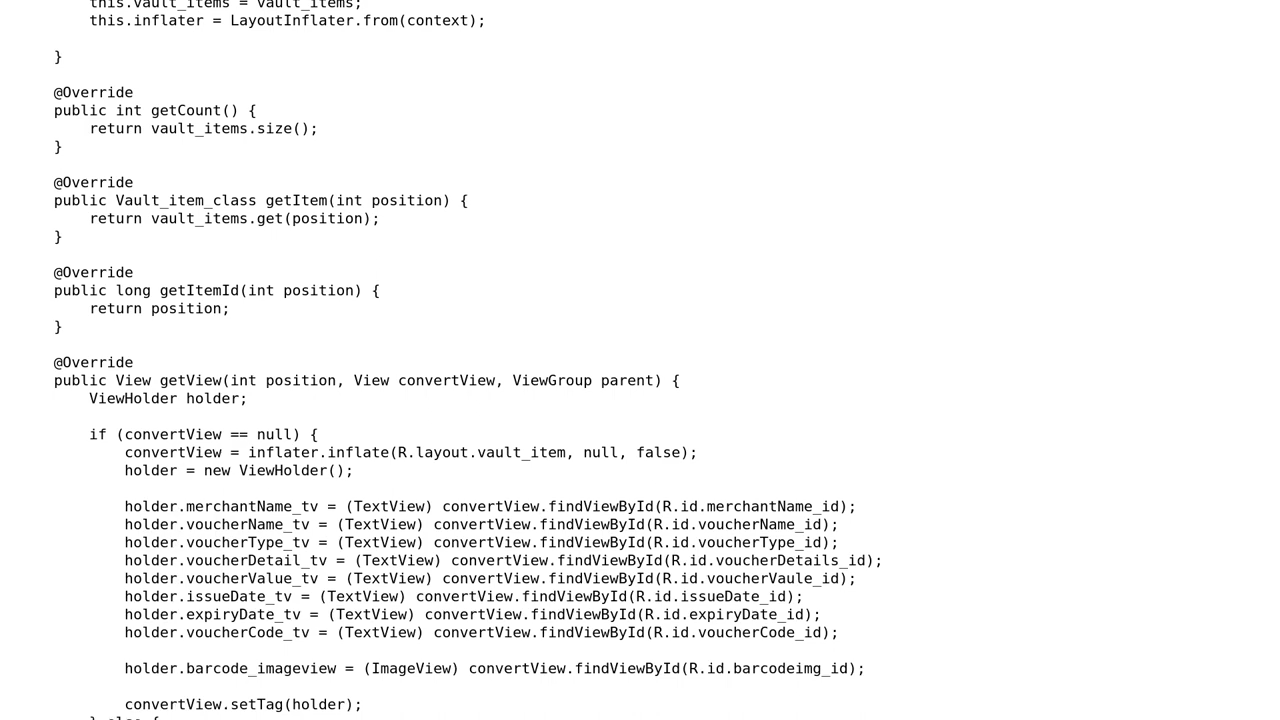 this.vault_items = vault_items;
this.inflater = LayoutInflater.from(context);
}
@Override
public int getCount() {
return vault_items.size();
}
@Override
public Vault_item_class getItem(int position) {
return vault_items.get(position);
}
@Override
public long getItemId(int position) {
return position;
}
@Override
public View getView(int position, View convertView, ViewGroup parent) {
ViewHolder holder;
if (convertView == null) {
convertView = inflater.inflate(R.layout.vault_item, null, false);
holder = new ViewHolder();
holder.merchantName_tv = (TextView) convertView.findViewById(R.id.merchantName_id);
holder.voucherName_tv = (TextView) convertView.findViewById(R.id.voucherName_id);
holder.voucherType_tv = (TextView) convertView.findViewById(R.id.voucherType_id);
holder.voucherDetail_tv = (TextView) convertView.findViewById(R.id.voucherDetails_id);
holder.voucherValue_tv = (TextView) convertView.findViewById(R.id.voucherVaule_id);
holder.issueDate_tv = (TextView) convertView.findViewById(R.id.issueDate_id);
holder.expiryDate_tv = (TextView) convertView.findViewById(R.id.expiryDate_id);
holder.voucherCode_tv = (TextView) convertView.findViewById(R.id.voucherCode_id);
holder.barcode_imageview = (ImageView) convertView.findViewById(R.id.barcodeimg_id);
convertView.setTag(holder);
} else {